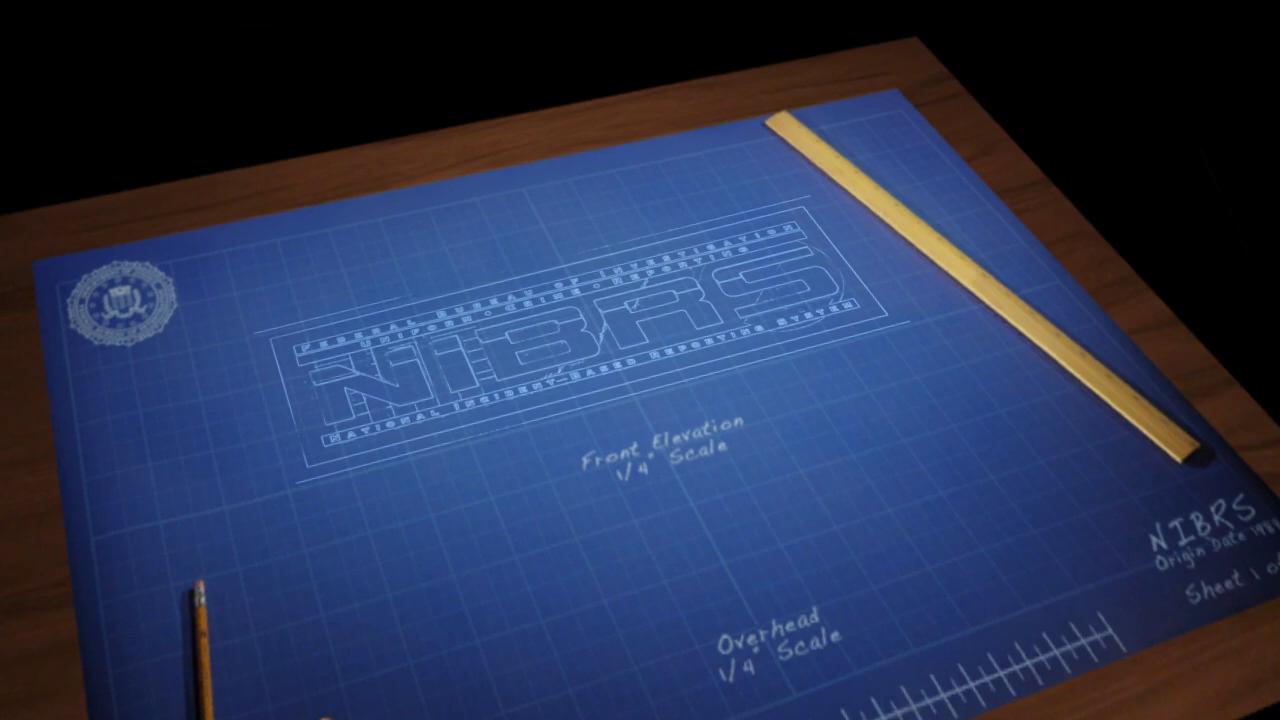 FEDERAL BUREAU OF INVESTIGATION
UNIFORM CRIME REPORTING
NIBRS
NATIONAL INCIDENT-BASED REPORTING SYSTEM
Front Elevation
1/4" Scale
Overhead
1/4" Scale
NIBRS
Origin Date
Sheet 1